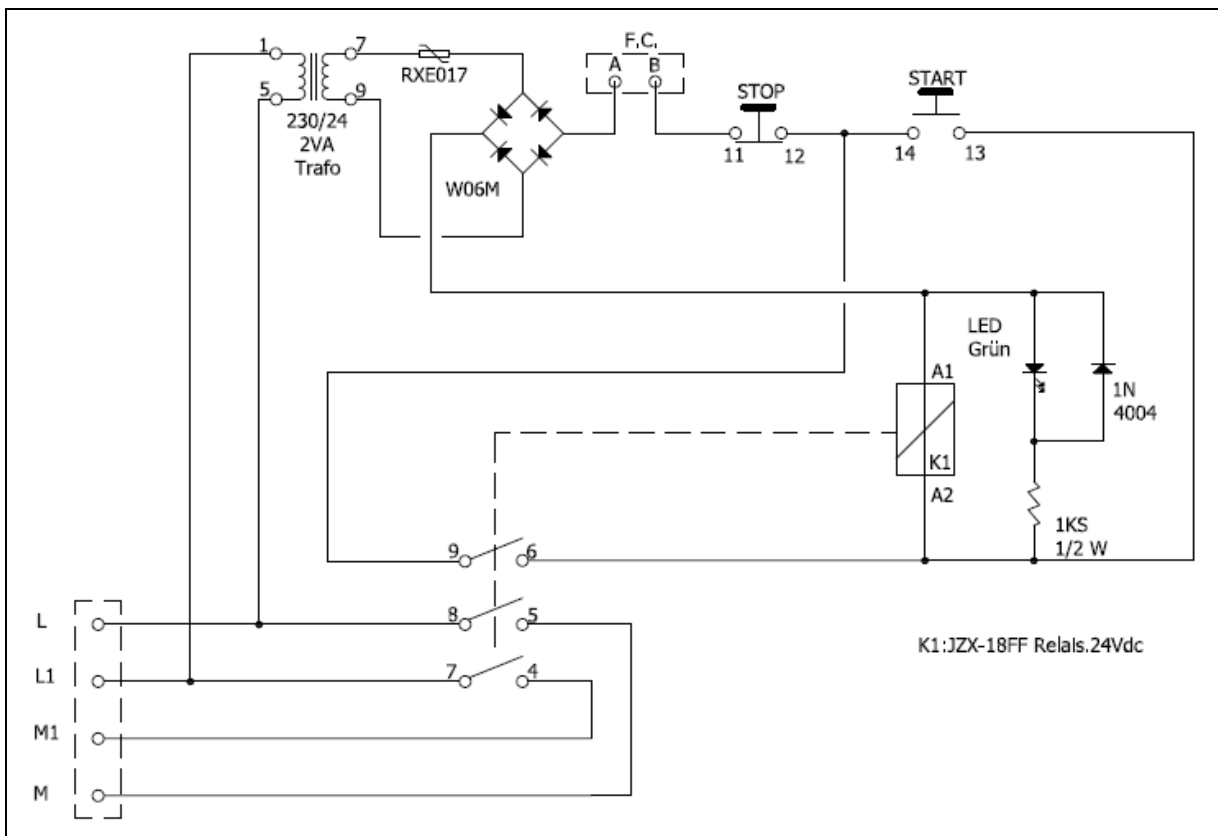 1
7
RXE017
F.C.
A B
STOP
START
5
9
230/24
2VA
Trafo
W06M
11 12
14 13
LED
Grün
A1
1N
4004
K1
A2
1KS
1/2 W
9 6
L
8 5
L1
7 4
M1
M
K1:JZX-18FF Relais.24Vdc